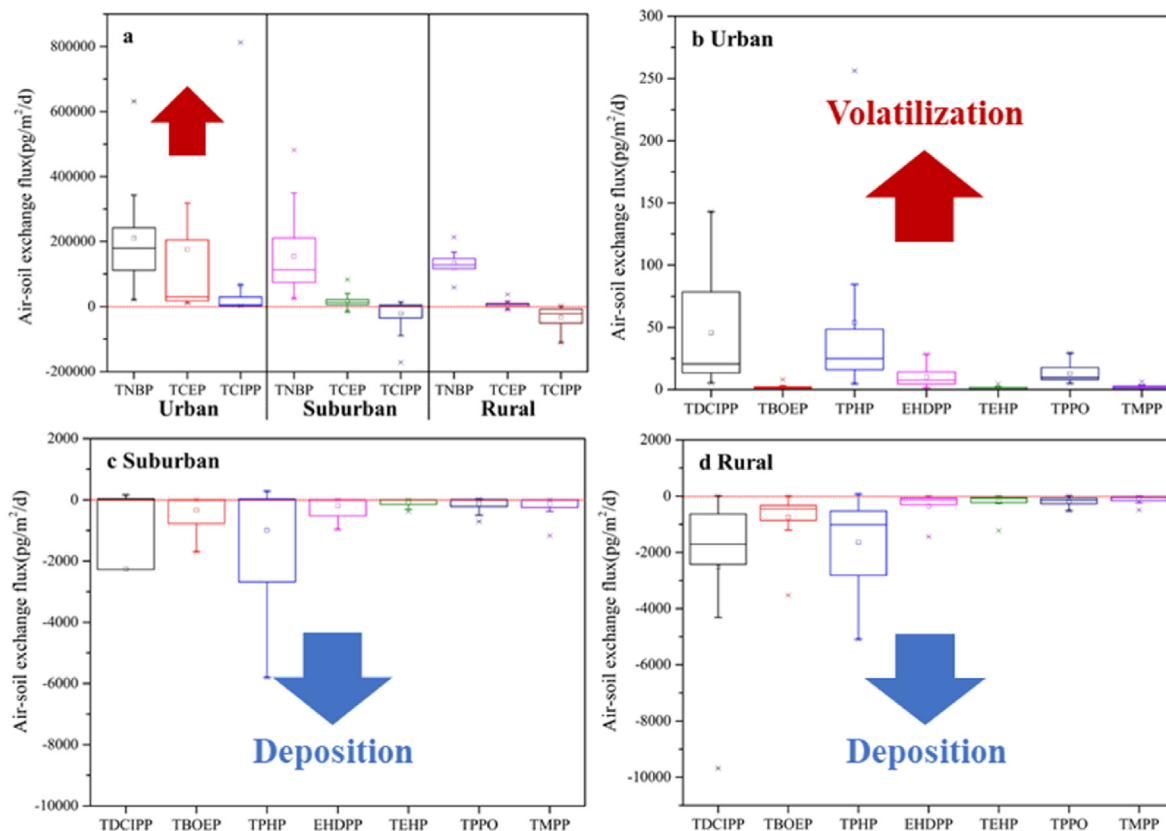 a
Air-soil exchange flux(pg/m²/d)
800000
600000
400000
200000
0
-200000
TNBP TCEP TCIPP TNBP TCEP TCIPP TNBP TCEP TCIPP
Urban Suburban Rural
b Urban
Volatilization
Air-soil exchange flux(pg/m²/d)
300
250
200
150
100
50
0
TDCIPP TBOEP TPHP EHDPP TEHP TPPO TMPP
c Suburban
Deposition
Air-soil exchange flux(pg/m²/d)
2000
0
-2000
-4000
-6000
-8000
-10000
TDCIPP TBOEP TPHP EHDPP TEHP TPPO TMPP
d Rural
Deposition
Air-soil exchange flux(pg/m²/d)
2000
0
-2000
-4000
-6000
-8000
-10000
TDCIPP TBOEP TPHP EHDPP TEHP TPPO TMPP